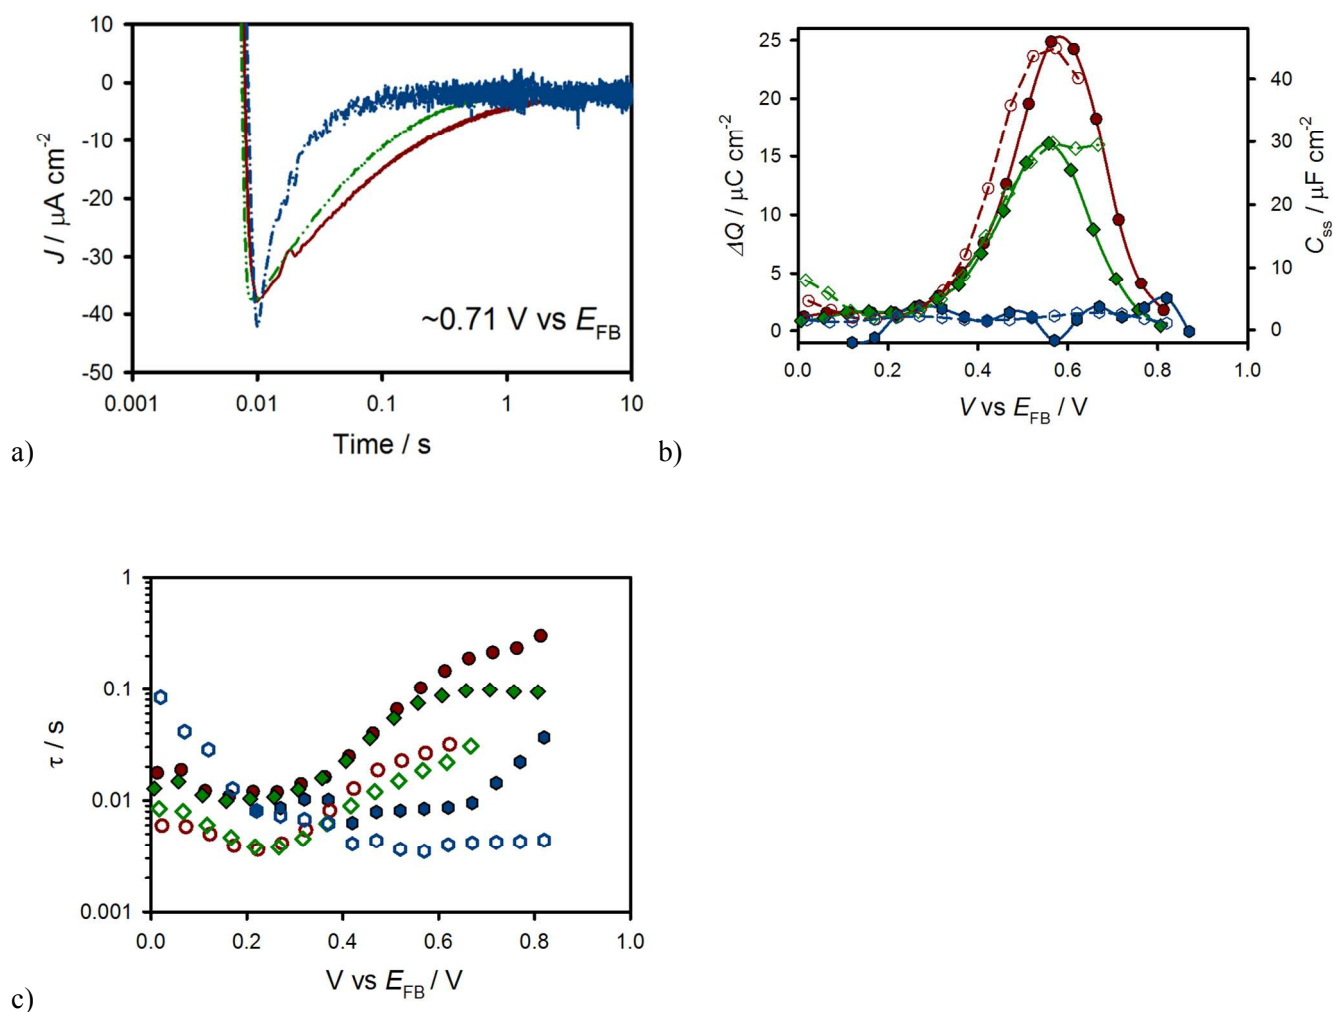 10
0
-10
-20
-30
-40
-50
J / μA cm-2
~0.71 V vs EFB
0.001 0.01 0.1 1 10
Time / s
a)
25
20
15
10
5
0
ΔQ / μC cm-2
40
30
20
10
0
Css / μF cm-2
0.0 0.2 0.4 0.6 0.8 1.0
V vs EFB / V
b)
1
0.1
0.01
0.001
τ / s
0.0 0.2 0.4 0.6 0.8 1.0
V vs EFB / V
c)